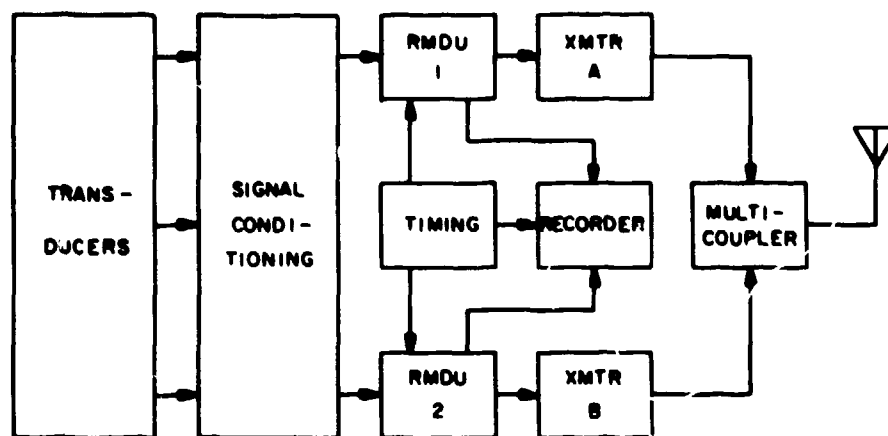 TRANS-
DUCERS
SIGNAL
CONDI-
TIONING
RMDU
1
XMTR
A
TIMING
RECORDER
MULTI-
COUPLER
RMDU
2
XMTR
B